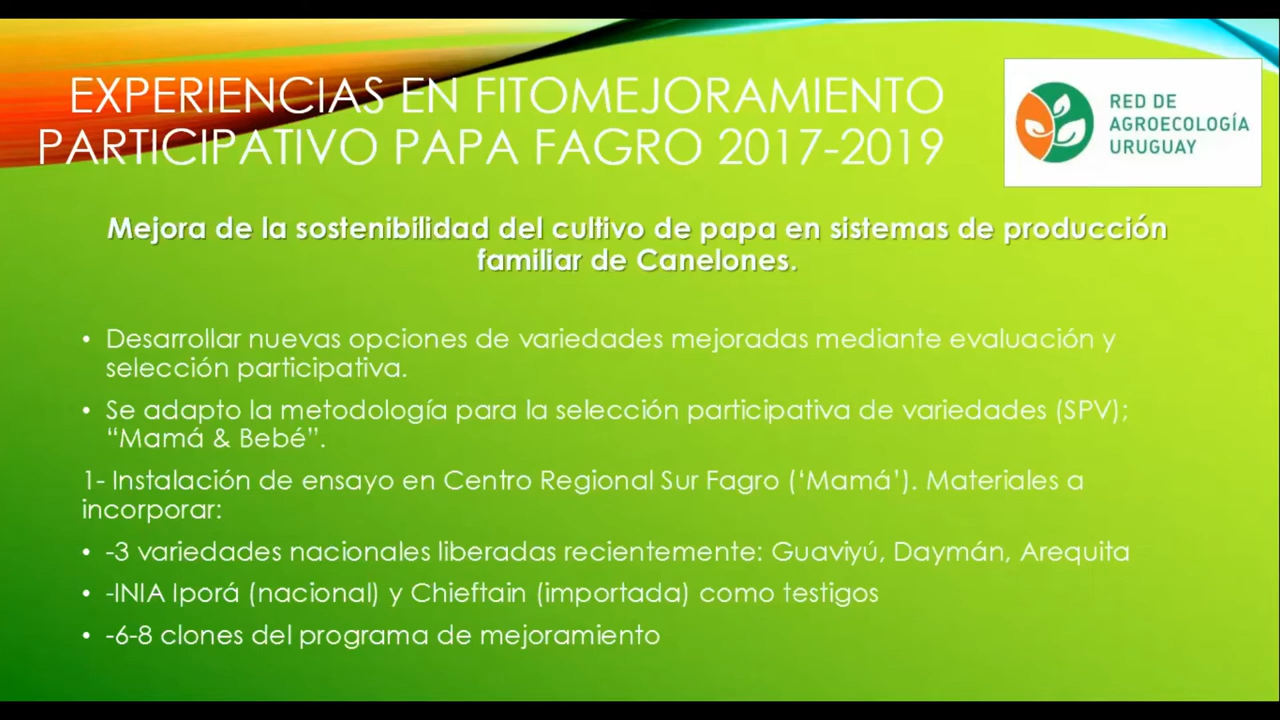 EXPERIENCIAS EN FITOMEJORAMIENTO
PARTICIPATIVO PAPA FAGRO 2017-2019
RED DE
AGROECOLOGÍA
URUGUAY
Mejora de la sostenibilidad del cultivo de papa en sistemas de producción
familiar de Canelones.
• Desarrollar nuevas opciones de variedades mejoradas mediante evaluación y
selección participativa.
• Se adapto la metodología para la selección participativa de variedades (SPV);
“Mamá & Bebé”.
1- Instalación de ensayo en Centro Regional Sur Fagro (‘Mamá’). Materiales a
incorporar:
• -3 variedades nacionales liberadas recientemente: Guaviyú, Daymán, Arequita
• -INIA Iporá (nacional) y Chieftain (importada) como testigos
• -6-8 clones del programa de mejoramiento